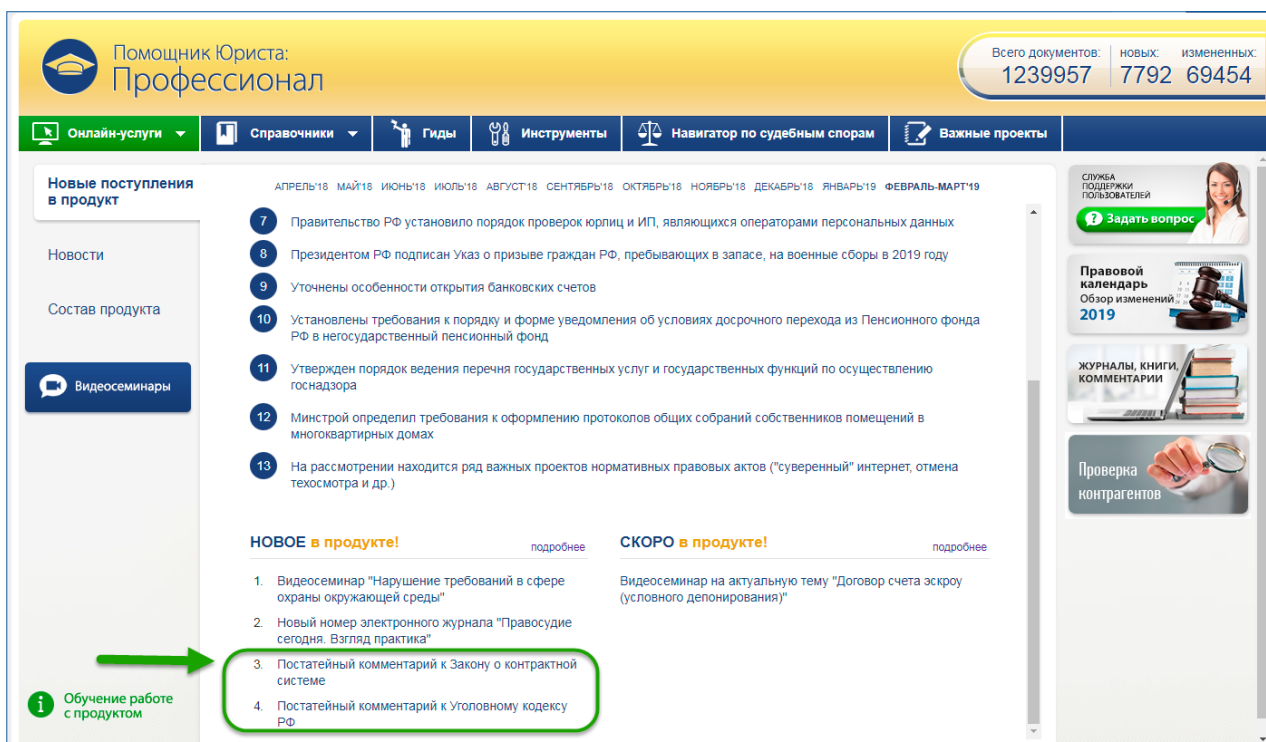 Помощник Юриста:
Профессионал
Всего документов: новых: измененных:
1239957 7792 69454
Онлайн-услуги Справочники Гиды Инструменты Навигатор по судебным спорам Важные проекты
Новые поступления
в продукт
Новости
Состав продукта
Видеосеминары
Обучение работе
с продуктом
АПРЕЛЬ'18 МАЙ'18 ИЮНЬ'18 ИЮЛЬ'18 АВГУСТ'18 СЕНТЯБРЬ'18 ОКТЯБРЬ'18 НОЯБРЬ'18 ДЕКАБРЬ'18 ЯНВАРЬ'19 ФЕВРАЛЬ-МАРТ'19
7 Правительство РФ установило порядок проверок юрлиц и ИП, являющихся операторами персональных данных
8 Президентом РФ подписан Указ о призыве граждан РФ, пребывающих в запасе, на военные сборы в 2019 году
9 Уточнены особенности открытия банковских счетов
10 Установлены требования к порядку и форме уведомления об условиях досрочного перехода из Пенсионного фонда
РФ в негосударственный пенсионный фонд
11 Утвержден порядок ведения перечня государственных услуг и государственных функций по осуществлению
госнадзора
12 Минстрой определил требования к оформлению протоколов общих собраний собственников помещений в
многоквартирных домах
13 На рассмотрении находится ряд важных проектов нормативных правовых актов ("суверенный" интернет, отмена
техосмотра и др.)
НОВОЕ в продукте! подробнее
1. Видеосеминар "Нарушение требований в сфере
охраны окружающей среды"
2. Новый номер электронного журнала "Правосудие
сегодня. Взгляд практика"
3. Постатейный комментарий к Закону о контрактной
системе
4. Постатейный комментарий к Уголовному кодексу
РФ
СКОРО в продукте! подробнее
Видеосеминар на актуальную тему "Договор счета эскроу
(условного депонирования)"
СЛУЖБА
ПОДДЕРЖКИ
ПОЛЬЗОВАТЕЛЕЙ
Задать вопрос
Правовой
календарь
Обзор изменений
2019
ЖУРНАЛЫ, КНИГИ,
КОММЕНТАРИИ
Проверка
контрагентов